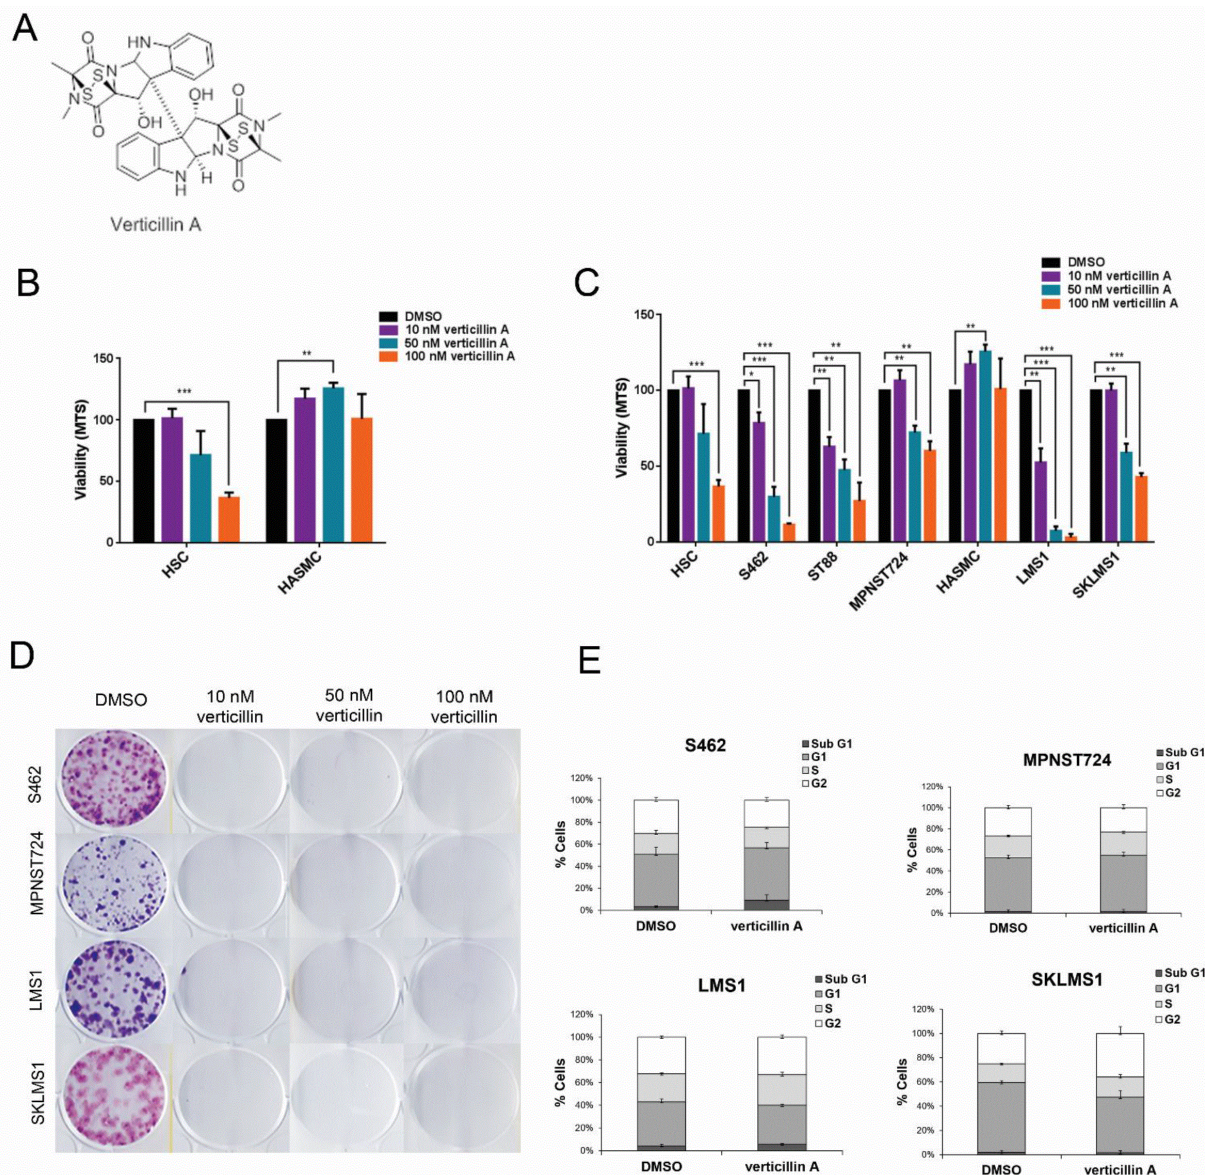 A
O
HN
N
S
S
N
O
OH
OH
O
N
S
S
N
O
N
H
H
Verticillin A
B
DMSO
10 nM verticillin A
50 nM verticillin A
100 nM verticillin A
Viability (MTS)
150
100
50
0
***
**
HSC
HASMC
C
DMSO
10 nM verticillin A
50 nM verticillin A
100 nM verticillin A
Viability (MTS)
150
100
50
0
***
***
***
*
**
**
**
**
**
**
***
***
**
***
**
HSC
S462
ST88
MPNST724
HASMC
LMS1
SKLMS1
D
DMSO
10 nM
verticillin
50 nM
verticillin
100 nM
verticillin
S462
MPNST724
LMS1
SKLMS1
E
S462
Sub G1
G1
S
G2
% Cells
120%
100%
80%
60%
40%
20%
0%
DMSO
verticillin A
MPNST724
Sub G1
G1
S
G2
% Cells
120%
100%
80%
60%
40%
20%
0%
DMSO
verticillin A
LMS1
Sub G1
G1
S
G2
% Cells
120%
100%
80%
60%
40%
20%
0%
DMSO
verticillin A
SKLMS1
Sub G1
G1
S
G2
% Cells
120%
100%
80%
60%
40%
20%
0%
DMSO
verticillin A